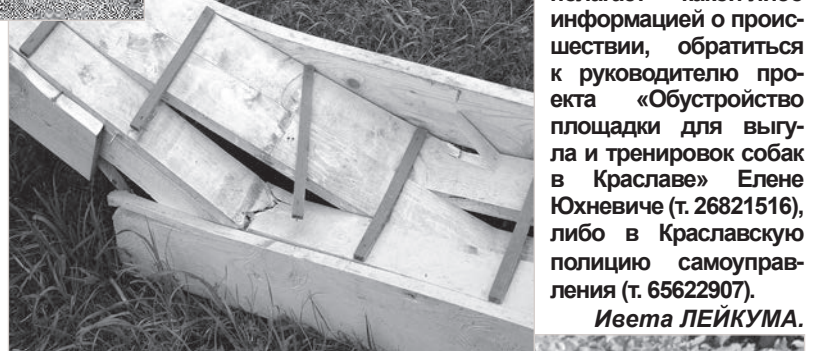 информацией о проис-
шествии, обратиться
к руководителю про-
екта «Обустройство
площадки для выгу-
ла и тренировок собак
в Краславе» Елене
Юхневиче (т. 26821516),
либо в Краславскую
полицию самоуправ-
ления (т. 65622907).
Ивета ЛЕЙКУМА.